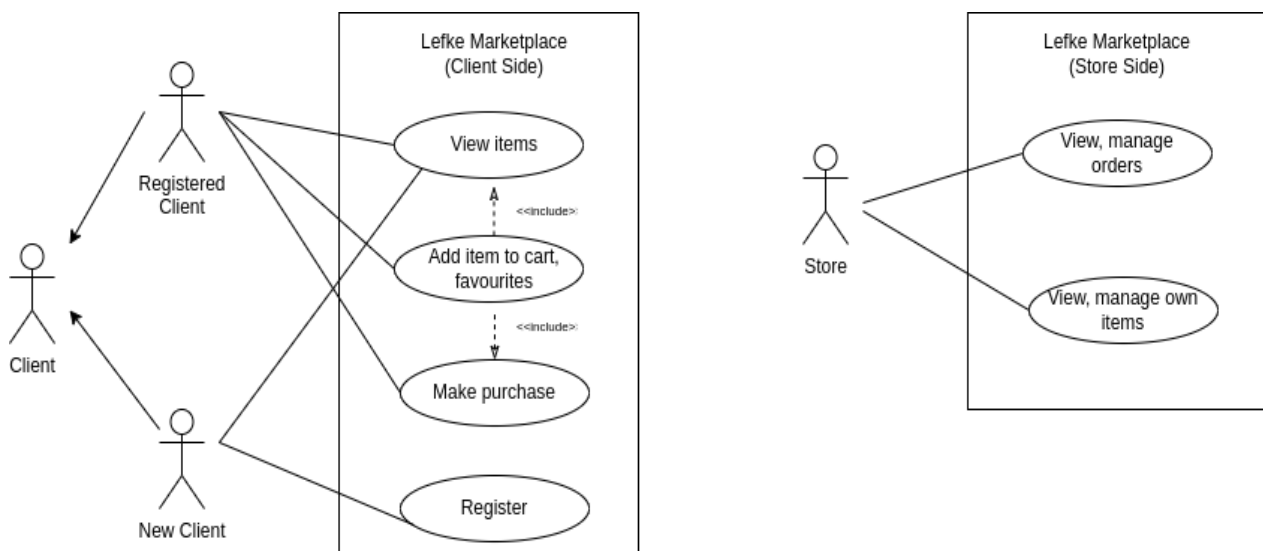 Lefke Marketplace
(Client Side)
Registered
Client
View items
<<include>
Add item to cart,
favourites
<<include>
Client
Make purchase
New Client
Register
Lefke Marketplace
(Store Side)
View, manage
orders
Store
View, manage own
items